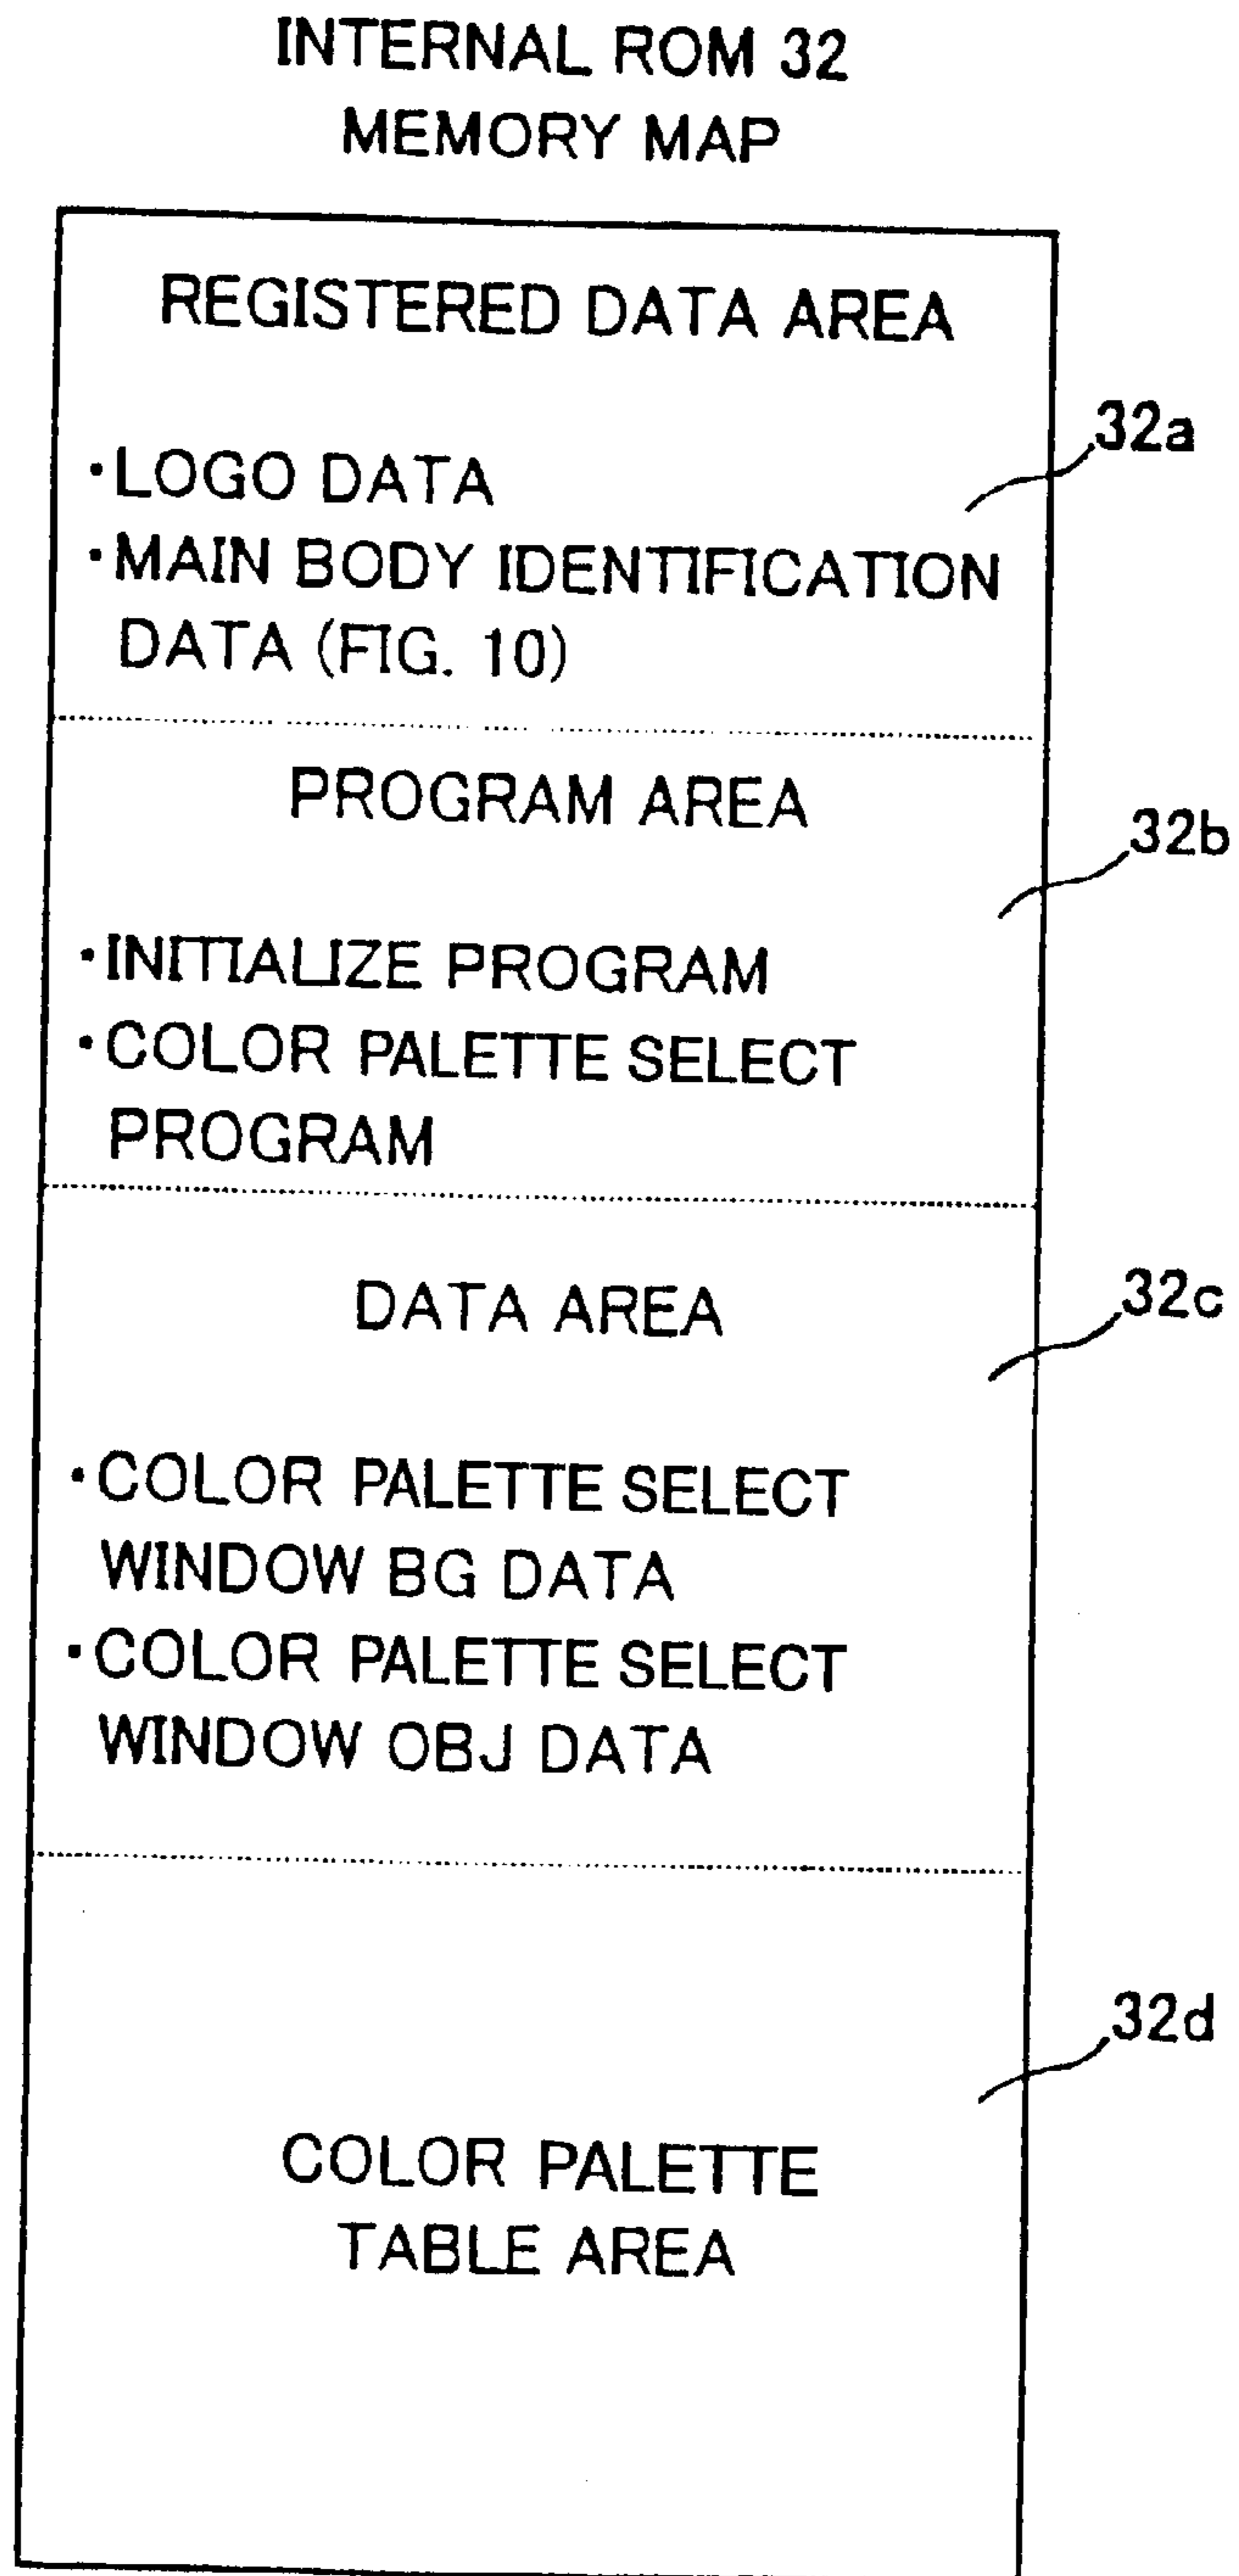 INTERNAL ROM 32
MEMORY MAP
REGISTERED DATA AREA
32a
·LOGO DATA
·MAIN BODY IDENTIFICATION
DATA (FIG. 10)
PROGRAM AREA
32b
·INITIALIZE PROGRAM
·COLOR PALETTE SELECT
PROGRAM
DATA AREA
32c
·COLOR PALETTE SELECT
WINDOW BG DATA
·COLOR PALETTE SELECT
WINDOW OBJ DATA
32d
COLOR PALETTE
TABLE AREA